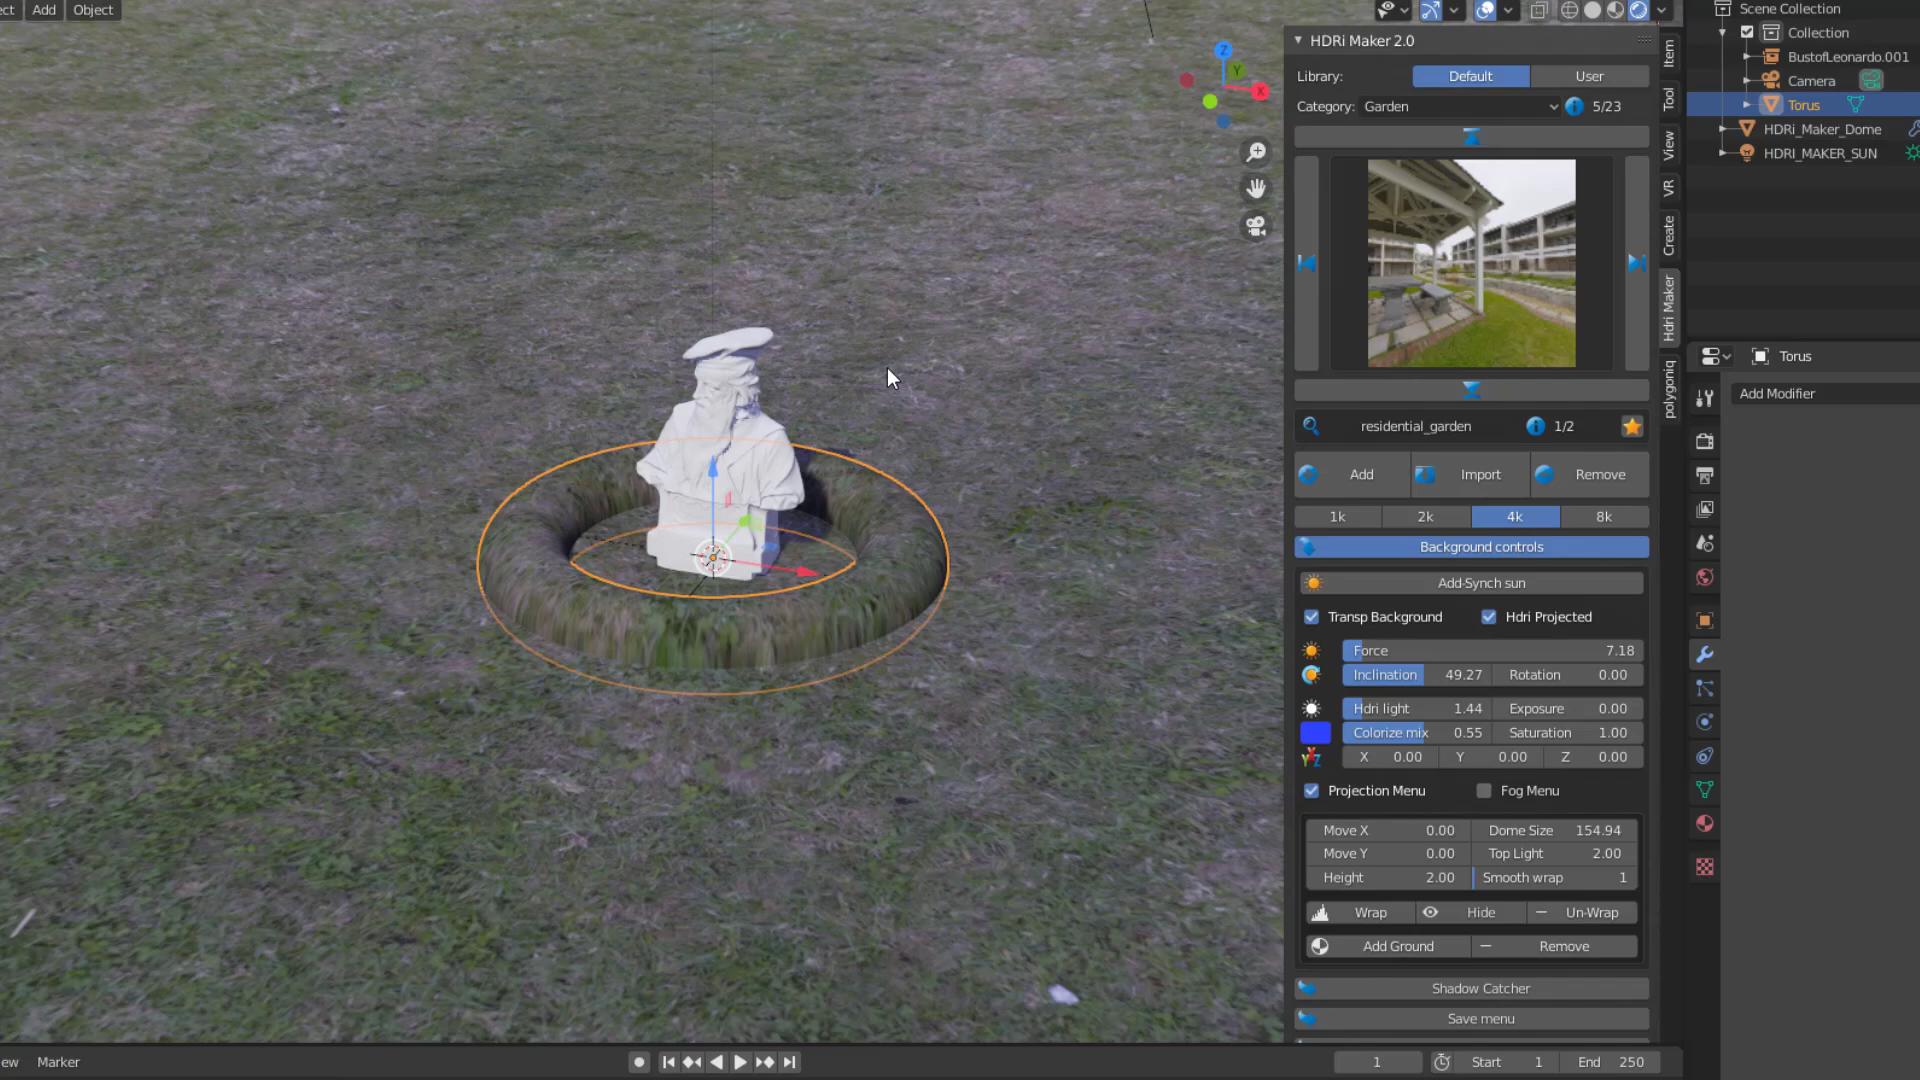 ect Add Object
HDRi Maker 2.0
Library: Default User
Category: Garden 5/23
residential_garden 1/2
Add Import Remove
1k 2k 4k 8k
Background controls
Add-Synch sun
Transp Background Hdri Projected
Force 7.18
Inclination 49.27 Rotation 0.00
Hdri light 1.44 Exposure 0.00
Colorize mix 0.55 Saturation 1.00
X 0.00 Y 0.00 Z 0.00
Projection Menu Fog Menu
Move X 0.00 Dome Size 154.94
Move Y 0.00 Top Light 2.00
Height 2.00 Smooth wrap 1
Wrap Hide Un-Wrap
Add Ground Remove
Shadow Catcher
Save menu
Item
Tool
View
VR
Create
Hdri Maker
polygoniq
Scene Collection
Collection
BustofLeonardo.001
Camera
Torus
HDRi_Maker_Dome
HDRI_MAKER_SUN
Torus
Add Modifier
Z
Y
X
ew Marker
1 Start 1 End 250